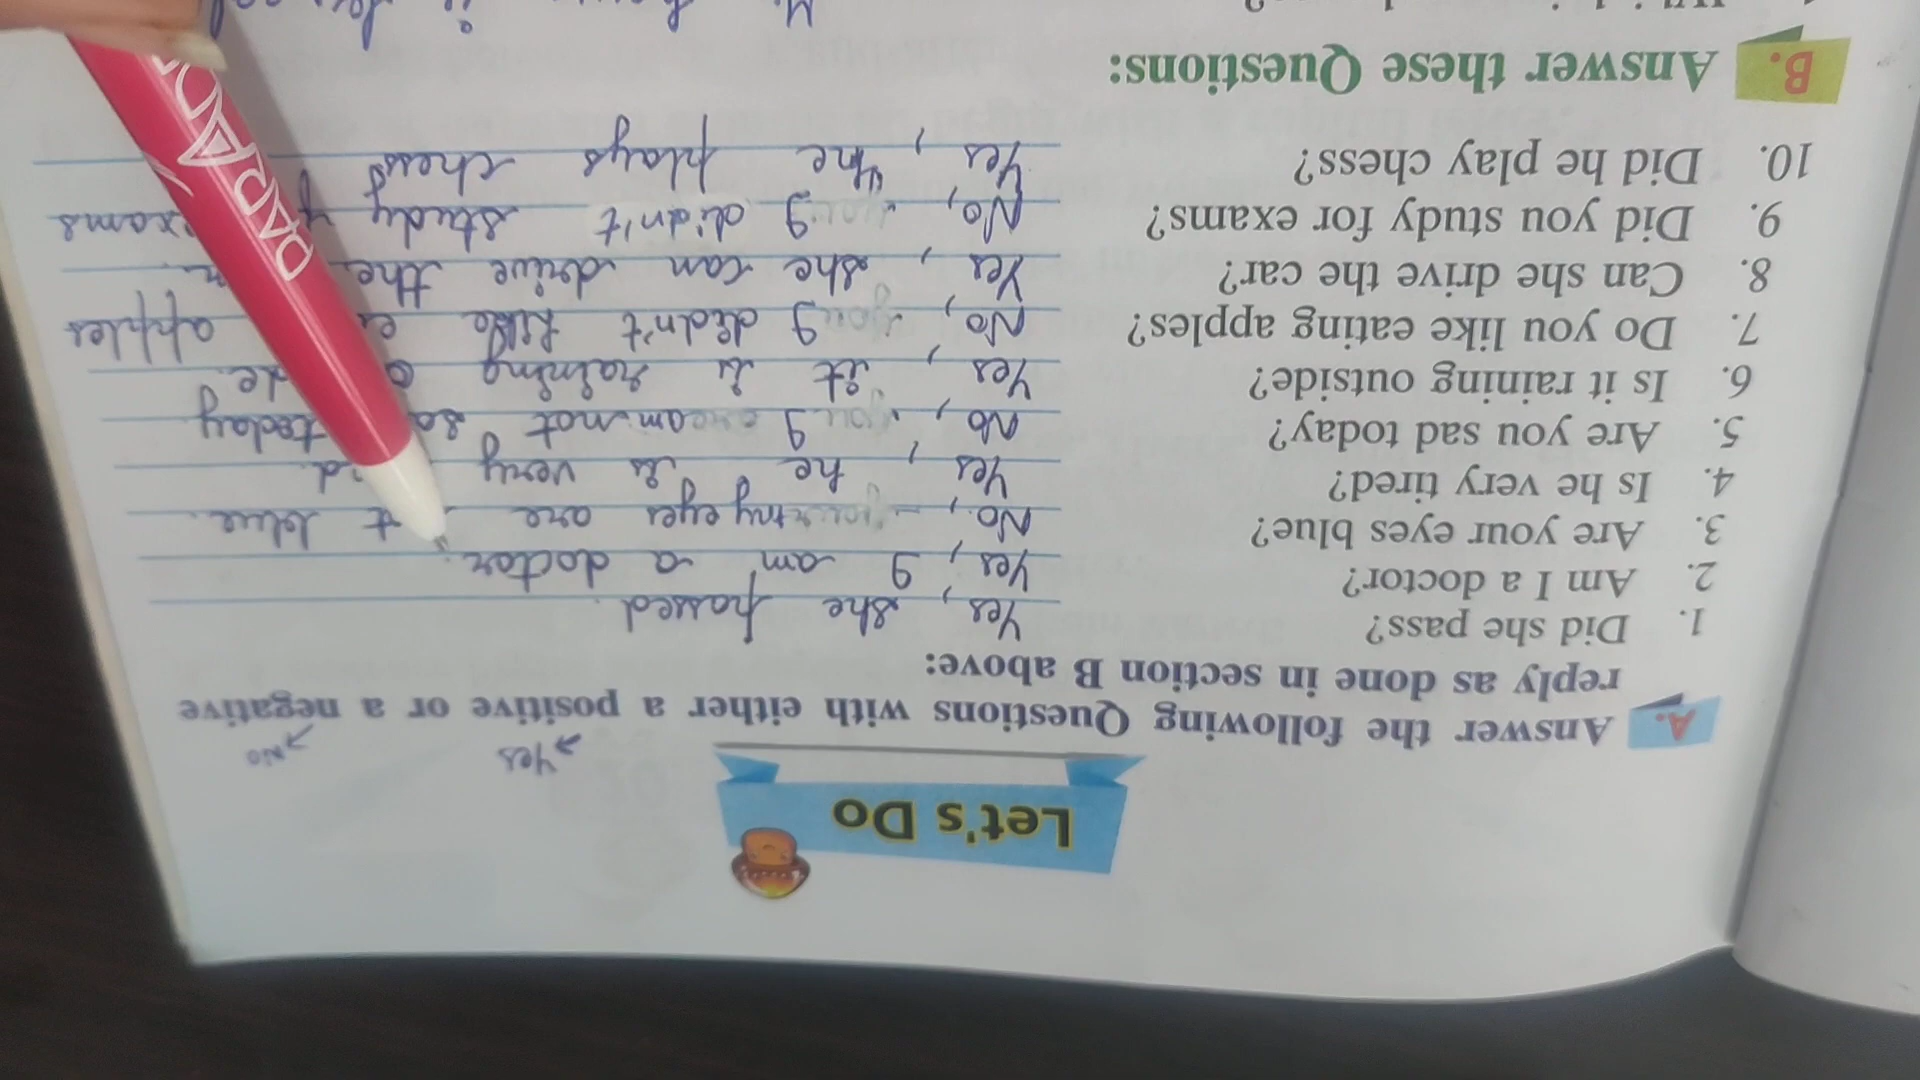 Let's Do
→ Yes
→ No
A. Answer the following Questions with either a positive or a negative
reply as done in section B above:
1. Did she pass? Yes, she passed.
2. Am I a doctor? Yes, I am a doctor.
3. Are your eyes blue? No, my eyes are blue.
4. Is he very tired? Yes, he is very
5. Are you sad today? No, I am not today
6. Is it raining outside? Yes, it is raining
7. Do you like eating apples? No, I didn't like apples
8. Can she drive the car? Yes, she can drive the
9. Did you study for exams? No, I didn't study exams
10. Did he play chess? Yes, he plays chess
B. Answer these Questions: